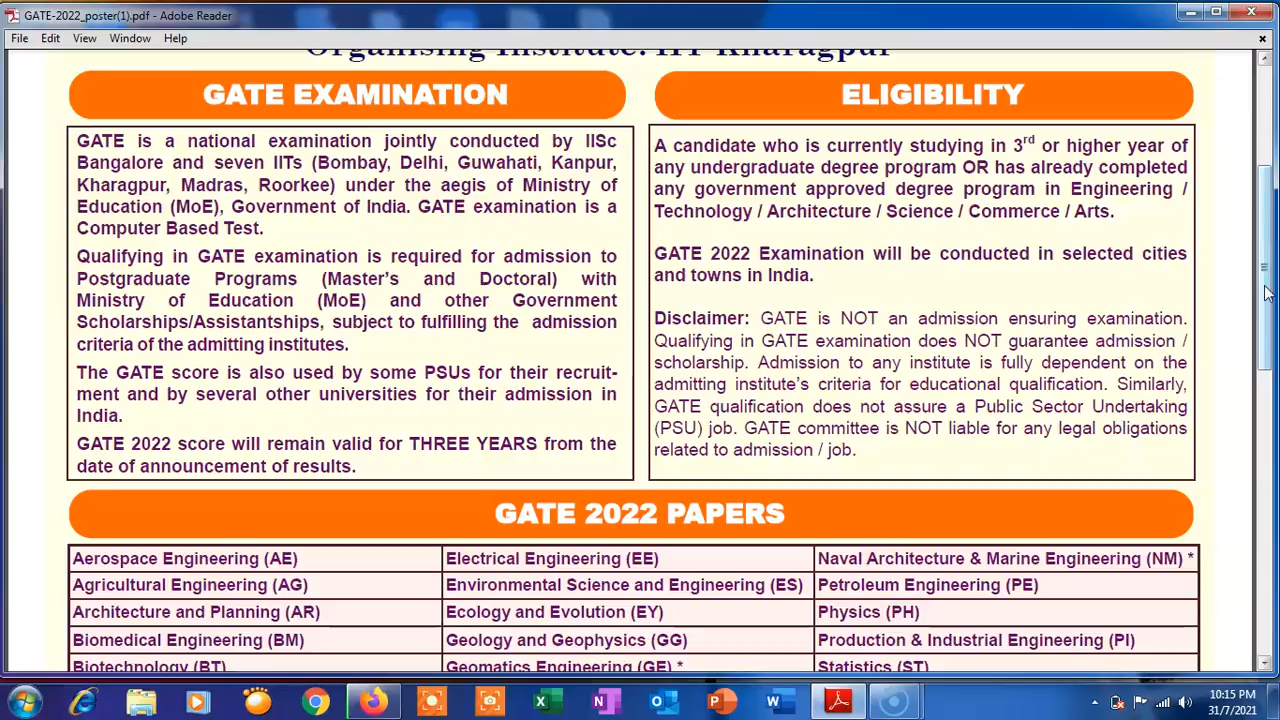 GATE-2022_poster(1).pdf - Adobe Reader
File Edit View Window Help
Organising Institute: IIT Kharagpur
GATE EXAMINATION
GATE is a national examination jointly conducted by IISc
Bangalore and seven IITs (Bombay, Delhi, Guwahati, Kanpur,
Kharagpur, Madras, Roorkee) under the aegis of Ministry of
Education (MoE), Government of India. GATE examination is a
Computer Based Test.
Qualifying in GATE examination is required for admission to
Postgraduate Programs (Master's and Doctoral) with
Ministry of Education (MoE) and other Government
Scholarships/Assistantships, subject to fulfilling the admission
criteria of the admitting institutes.
The GATE score is also used by some PSUs for their recruit-
ment and by several other universities for their admission in
India.
GATE 2022 score will remain valid for THREE YEARS from the
date of announcement of results.
ELIGIBILITY
A candidate who is currently studying in 3rd or higher year of
any undergraduate degree program OR has already completed
any government approved degree program in Engineering /
Technology / Architecture / Science / Commerce / Arts.
GATE 2022 Examination will be conducted in selected cities
and towns in India.
Disclaimer: GATE is NOT an admission ensuring examination.
Qualifying in GATE examination does NOT guarantee admission /
scholarship. Admission to any institute is fully dependent on the
admitting institute's criteria for educational qualification. Similarly,
GATE qualification does not assure a Public Sector Undertaking
(PSU) job. GATE committee is NOT liable for any legal obligations
related to admission / job.
GATE 2022 PAPERS
Aerospace Engineering (AE) Electrical Engineering (EE) Naval Architecture & Marine Engineering (NM) *
Agricultural Engineering (AG) Environmental Science and Engineering (ES) Petroleum Engineering (PE)
Architecture and Planning (AR) Ecology and Evolution (EY) Physics (PH)
Biomedical Engineering (BM) Geology and Geophysics (GG) Production & Industrial Engineering (PI)
Biotechnology (BT) Geomatics Engineering (GE) * Statistics (ST)
10:15 PM
31/7/2021